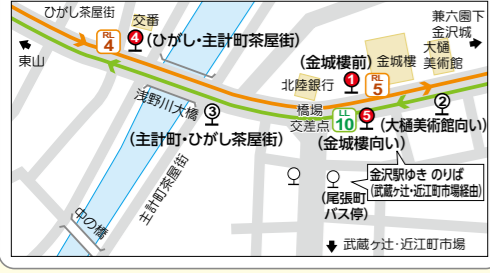 ひがし茶屋街
交番
RL
4
4
(ひがし・主計町茶屋街)
東山
兼六園下
金沢城
大樋
美術館
金城樓
(金城樓前)
1
RL
5
北陸銀行
浅野川大橋
3
(主計町・ひがし茶屋街)
橋場
交差点
LL
10
5
2
(大樋美術館向い)
(金城樓向い)
金沢駅ゆき のりば
(武蔵ヶ辻・近江町市場経由)
(尾張町
バス停)
主計町茶屋街
中の橋
武蔵ヶ辻・近江町市場